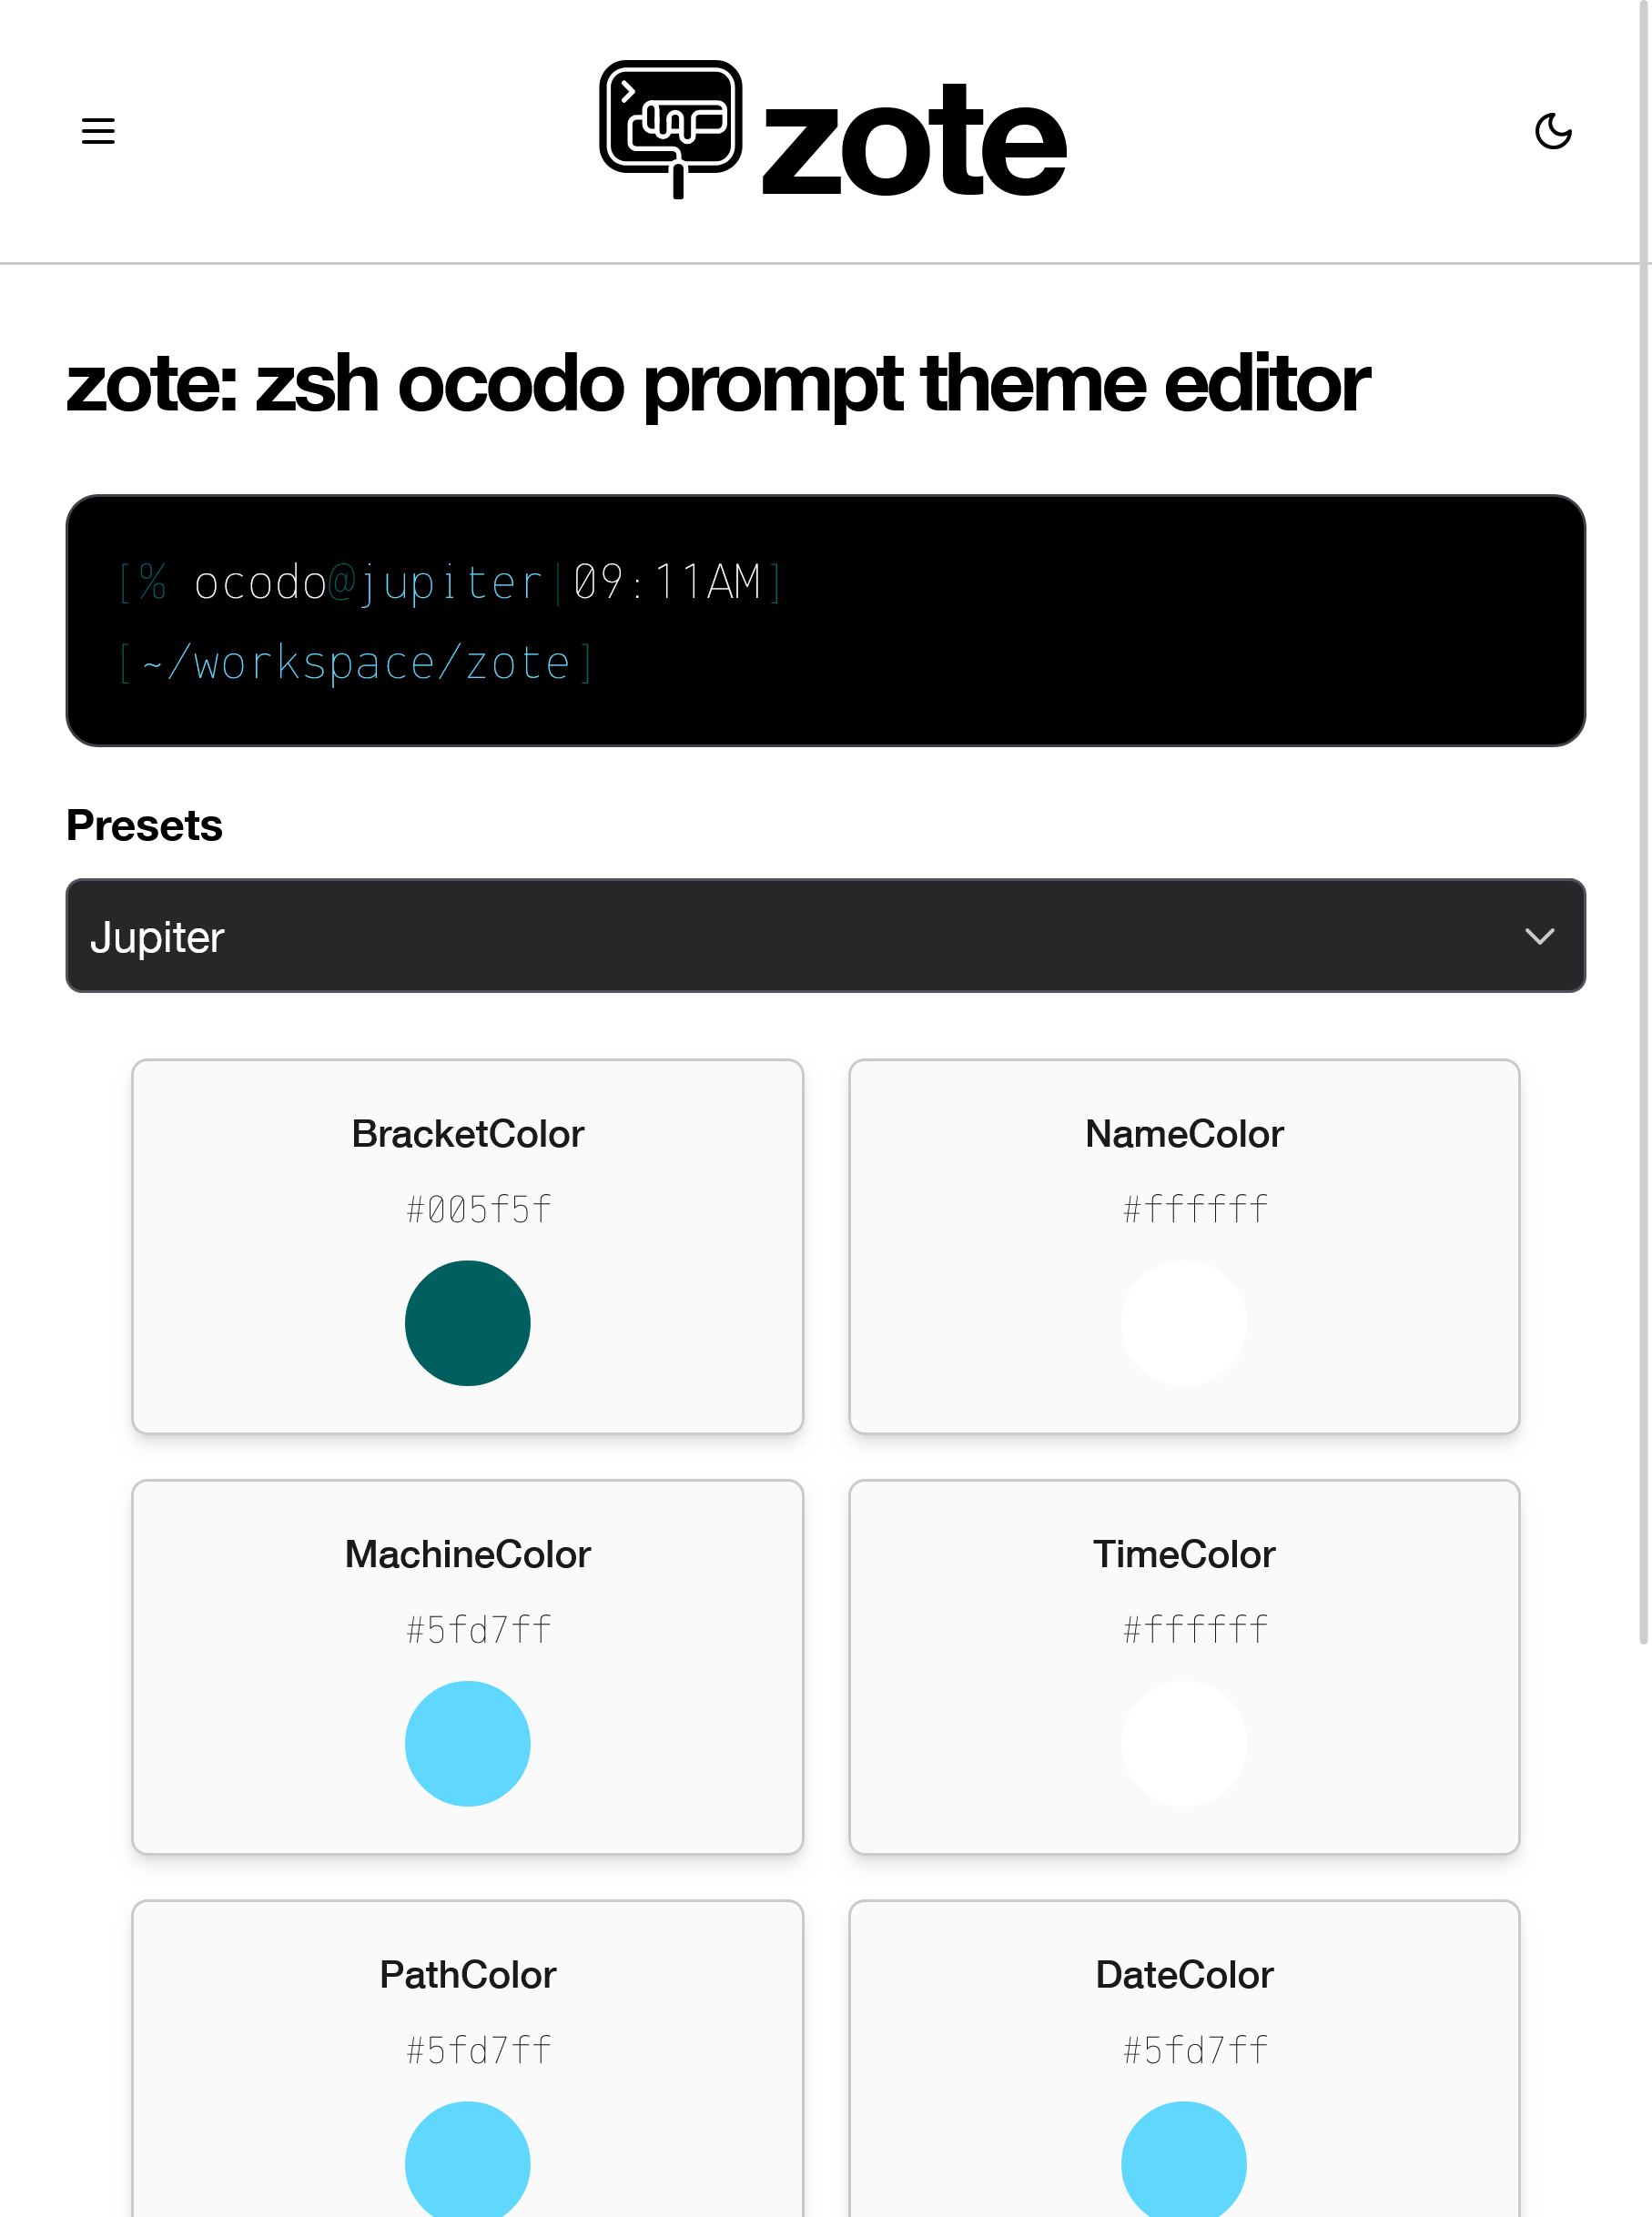 zote
zote: zsh ocodo prompt theme editor
[% ocodo@jupiter|09:11AM]
[~/workspace/zote]
Presets
Jupiter
BracketColor
#005f5f
NameColor
#ffffff
MachineColor
#5fd7ff
TimeColor
#ffffff
PathColor
#5fd7ff
DateColor
#5fd7ff